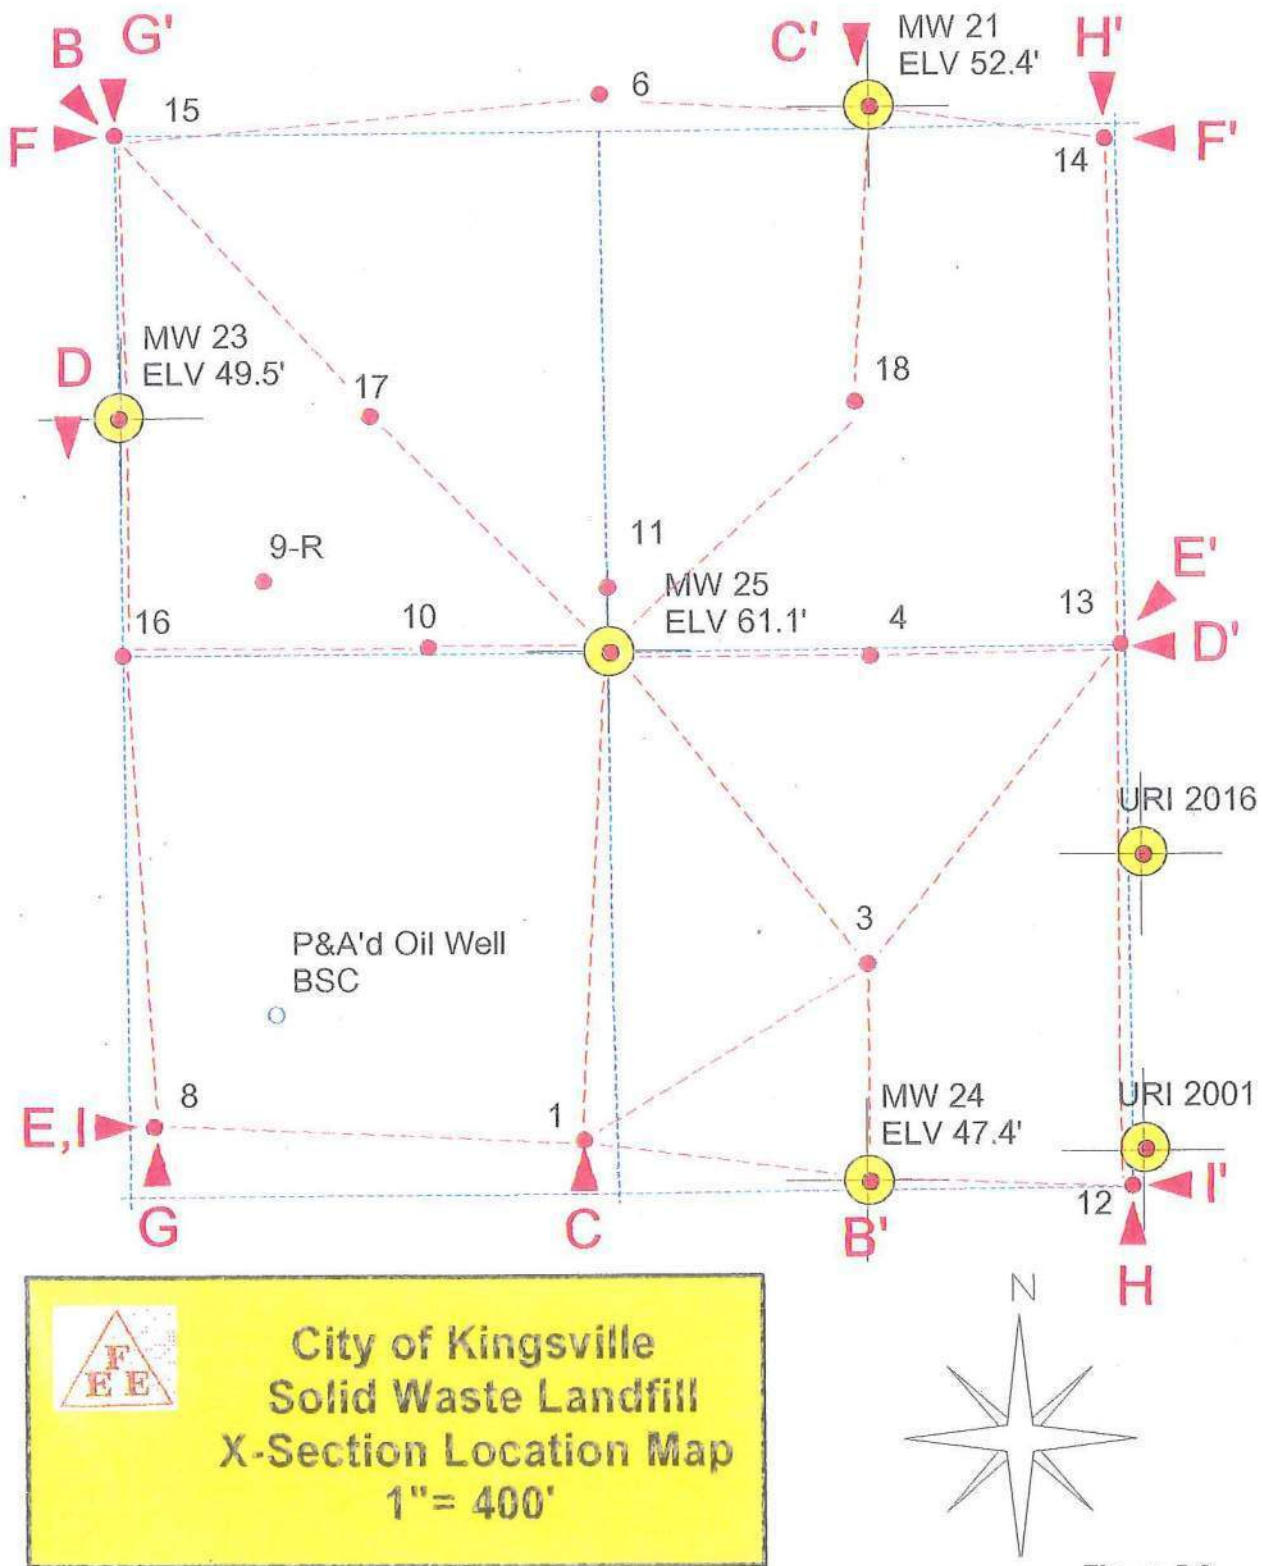 B
G'
C'
MW 21
ELV 52.4'
H'
15
6
F
14
F'
MW 23
ELV 49.5'
D
17
18
9-R
11
MW 25
ELV 61.1'
E'
16
10
4
13
D'
URI 2016
3
P&A'd Oil Well
BSC
8
1
MW 24
ELV 47.4'
URI 2001
E,I
12
I'
G
C
B'
H
F
E E
City of Kingsville
Solid Waste Landfill
X-Section Location Map
1"= 400'
N